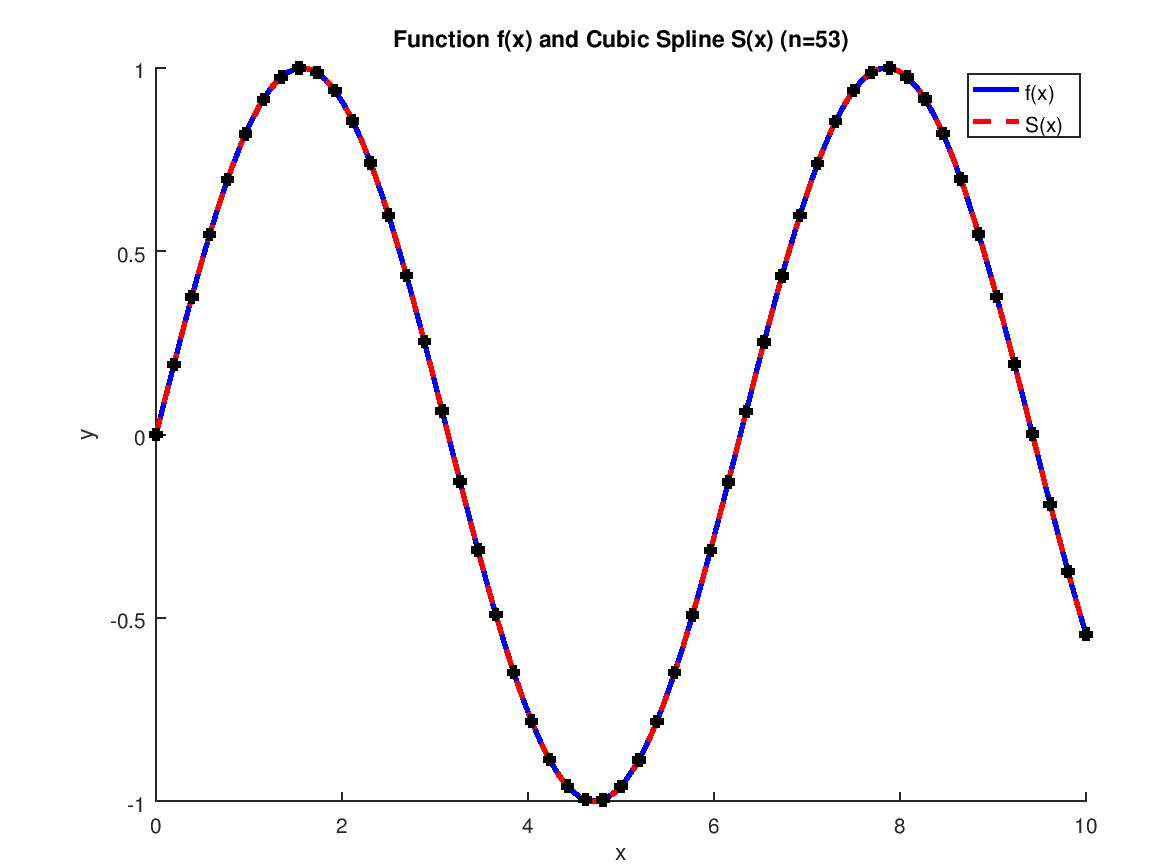 Function f(x) and Cubic Spline S(x) (n=53)
f(x)
S(x)
1
0.5
0
-0.5
-1
y
0 2 4 6 8 10
x